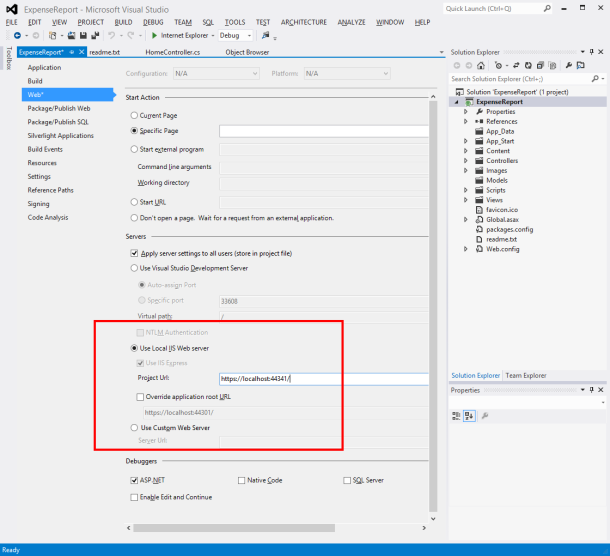 ExpenseReport - Microsoft Visual Studio
Quick Launch (Ctrl+Q)
FILE EDIT VIEW PROJECT BUILD DEBUG TEAM SQL TOOLS TEST ARCHITECTURE ANALYZE WINDOW HELP
Internet Explorer Debug
Toolbox
ExpenseReport* readme.txt HomeController.cs Object Browser
Application
Build
Web*
Package/Publish Web
Package/Publish SQL
Silverlight Applications
Build Events
Resources
Settings
Reference Paths
Signing
Code Analysis
Configuration: N/A Platform: N/A
Start Action
Current Page
Specific Page
Start external program
Command line arguments
Working directory
Start URL
Don't open a page. Wait for a request from an external application.
Servers
Apply server settings to all users (store in project file)
Use Visual Studio Development Server
Auto-assign Port
Specific port 33608
Virtual path: /
NTLM Authentication
Use Local IIS Web server
Use IIS Express
Project Url: https://localhost:44341/
Override application root URL
https://localhost:44301/
Use Custom Web Server
Server Url:
Debuggers
ASP.NET Native Code SQL Server
Enable Edit and Continue
Solution Explorer
Search Solution Explorer (Ctrl+;)
Solution 'ExpenseReport' (1 project)
ExpenseReport
Properties
References
App_Data
App_Start
Content
Controllers
Images
Models
Scripts
Views
favicon.ico
Global.asax
packages.config
readme.txt
Web.config
Solution Explorer Team Explorer
Properties
Ready